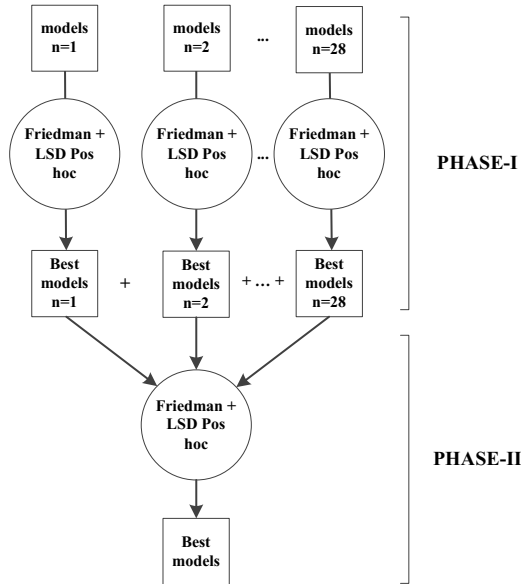 models
n=1
models
n=2
...
models
n=28
Friedman +
LSD Pos
hoc
Friedman +
LSD Pos
hoc
...
Friedman +
LSD Pos
hoc
PHASE-I
Best
models
n=1
+
Best
models
n=2
+ ... +
Best
models
n=28
Friedman +
LSD Pos
hoc
PHASE-II
Best
models